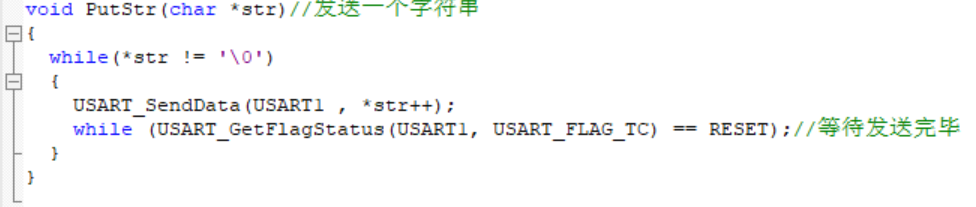 void PutStr(char *str)//发送一个字符串
{
while(*str != '\0')
{
USART_SendData(USART1 , *str++);
while (USART_GetFlagStatus(USART1, USART_FLAG_TC) == RESET);//等待发送完毕
}
}